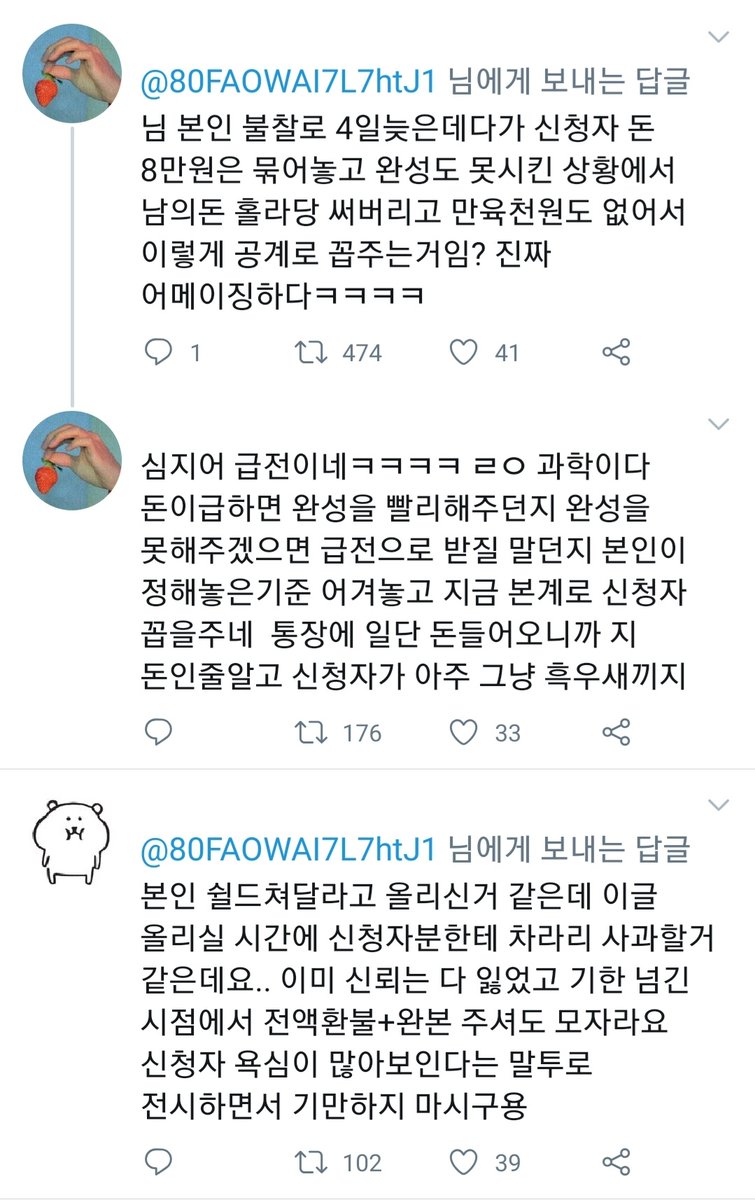 @80FAOWAI7L7htJ1 님에게 보내는 답글
님 본인 불찰로 4일늦은데다가 신청자 돈
8만원은 묶어놓고 완성도 못시킨 상황에서
남의돈 홀라당 써버리고 만육천원도 없어서
이렇게 공계로 꼽주는거임? 진짜
어메이징하다ㅋㅋㅋㅋ
1 474 41
심지어 급전이네ㅋㅋㅋㅋ ㄹㅇ 과학이다
돈이급하면 완성을 빨리해주던지 완성을
못해주겠으면 급전으로 받질 말던지 본인이
정해놓은기준 어겨놓고 지금 본계로 신청자
꼽을주네 통장에 일단 돈들어오니까 지
돈인줄알고 신청자가 아주 그냥 흑우새끼지
176 33
@80FAOWAI7L7htJ1 님에게 보내는 답글
본인 쉴드쳐달라고 올리신거 같은데 이글
올리실 시간에 신청자분한테 차라리 사과할거
같은데요.. 이미 신뢰는 다 잃었고 기한 넘긴
시점에서 전액환불+완본 주셔도 모자라요
신청자 욕심이 많아보인다는 말투로
전시하면서 기만하지 마시구용
102 39